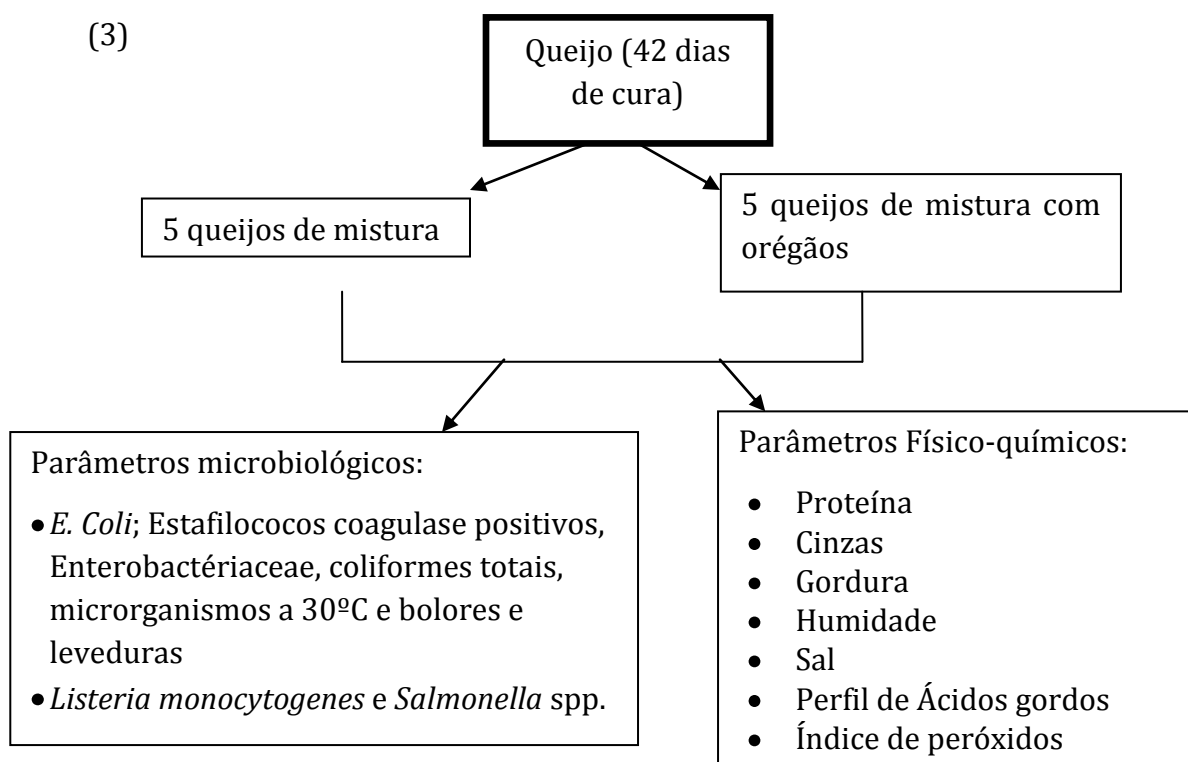 (3)
Queijo (42 dias
de cura)
5 queijos de mistura
5 queijos de mistura com
orégãos
Parâmetros microbiológicos:
• E. Coli; Estafilococos coagulase positivos,
Enterobactériaceae, coliformes totais,
microrganismos a 30ºC e bolores e
leveduras
• Listeria monocytogenes e Salmonella spp.
Parâmetros Físico-químicos:
• Proteína
• Cinzas
• Gordura
• Humidade
• Sal
• Perfil de Ácidos gordos
• Índice de peróxidos